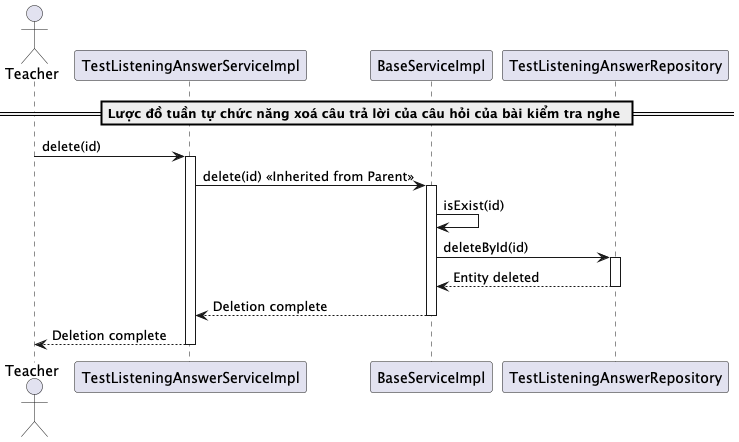 Teacher
TestListeningAnswerServiceImpl
BaseServiceImpl
TestListeningAnswerRepository
Lược đồ tuần tự chức năng xoá câu trả lời của câu hỏi của bài kiểm tra nghe
delete(id)
delete(id) «Inherited from Parent»
isExist(id)
deleteById(id)
Entity deleted
Deletion complete
Deletion complete
Teacher
TestListeningAnswerServiceImpl
BaseServiceImpl
TestListeningAnswerRepository